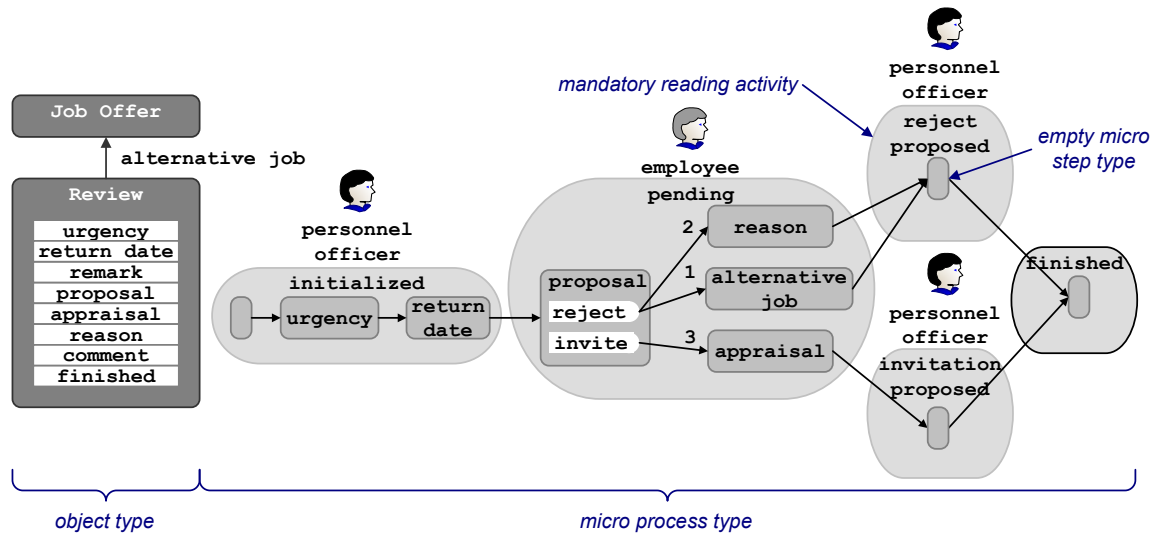 Job Offer
alternative job
Review
urgency
return date
remark
proposal
appraisal
reason
comment
finished
personnel
officer
initialized
urgency
return
date
employee
pending
proposal
reject
invite
2
1
3
reason
alternative
job
appraisal
mandatory reading activity
personnel
officer
reject
proposed
empty micro
step type
personnel
officer
invitation
proposed
finished
object type
micro process type